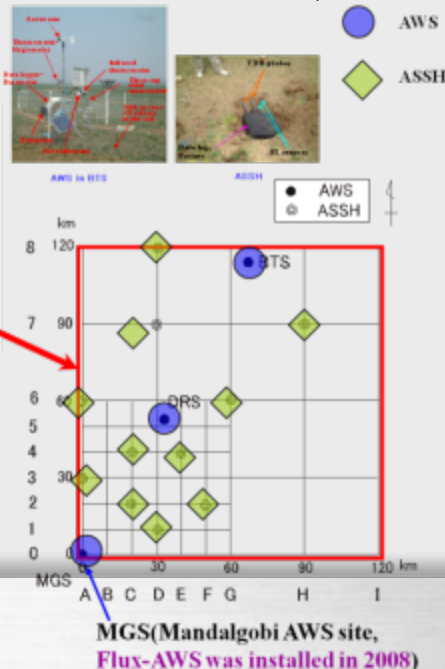 AWS
ASSH
AWS in BTS
ASSH
AWS
ASSH
km
8 120
BTS
7 90
6 60
DRS
5
4
3 30
2
1
0 0
30 60 90 120 km
MGS
A B C D E F G H I
MGS(Mandalgobi AWS site,
Flux-AWS was installed in 2008)